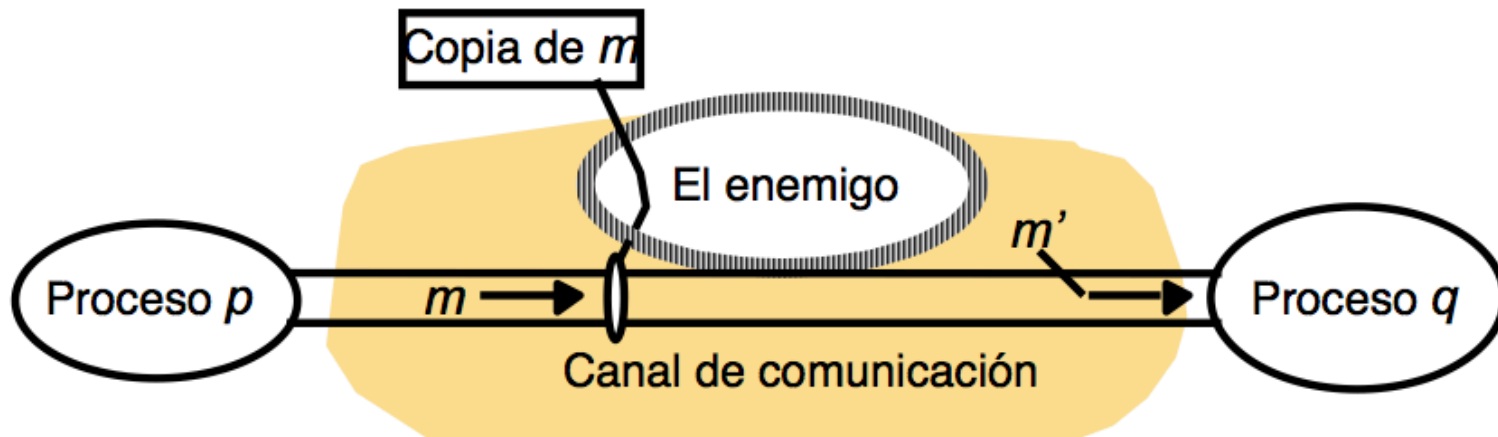 Copia de m
El enemigo
m'
Proceso p
m
Proceso q
Canal de comunicación